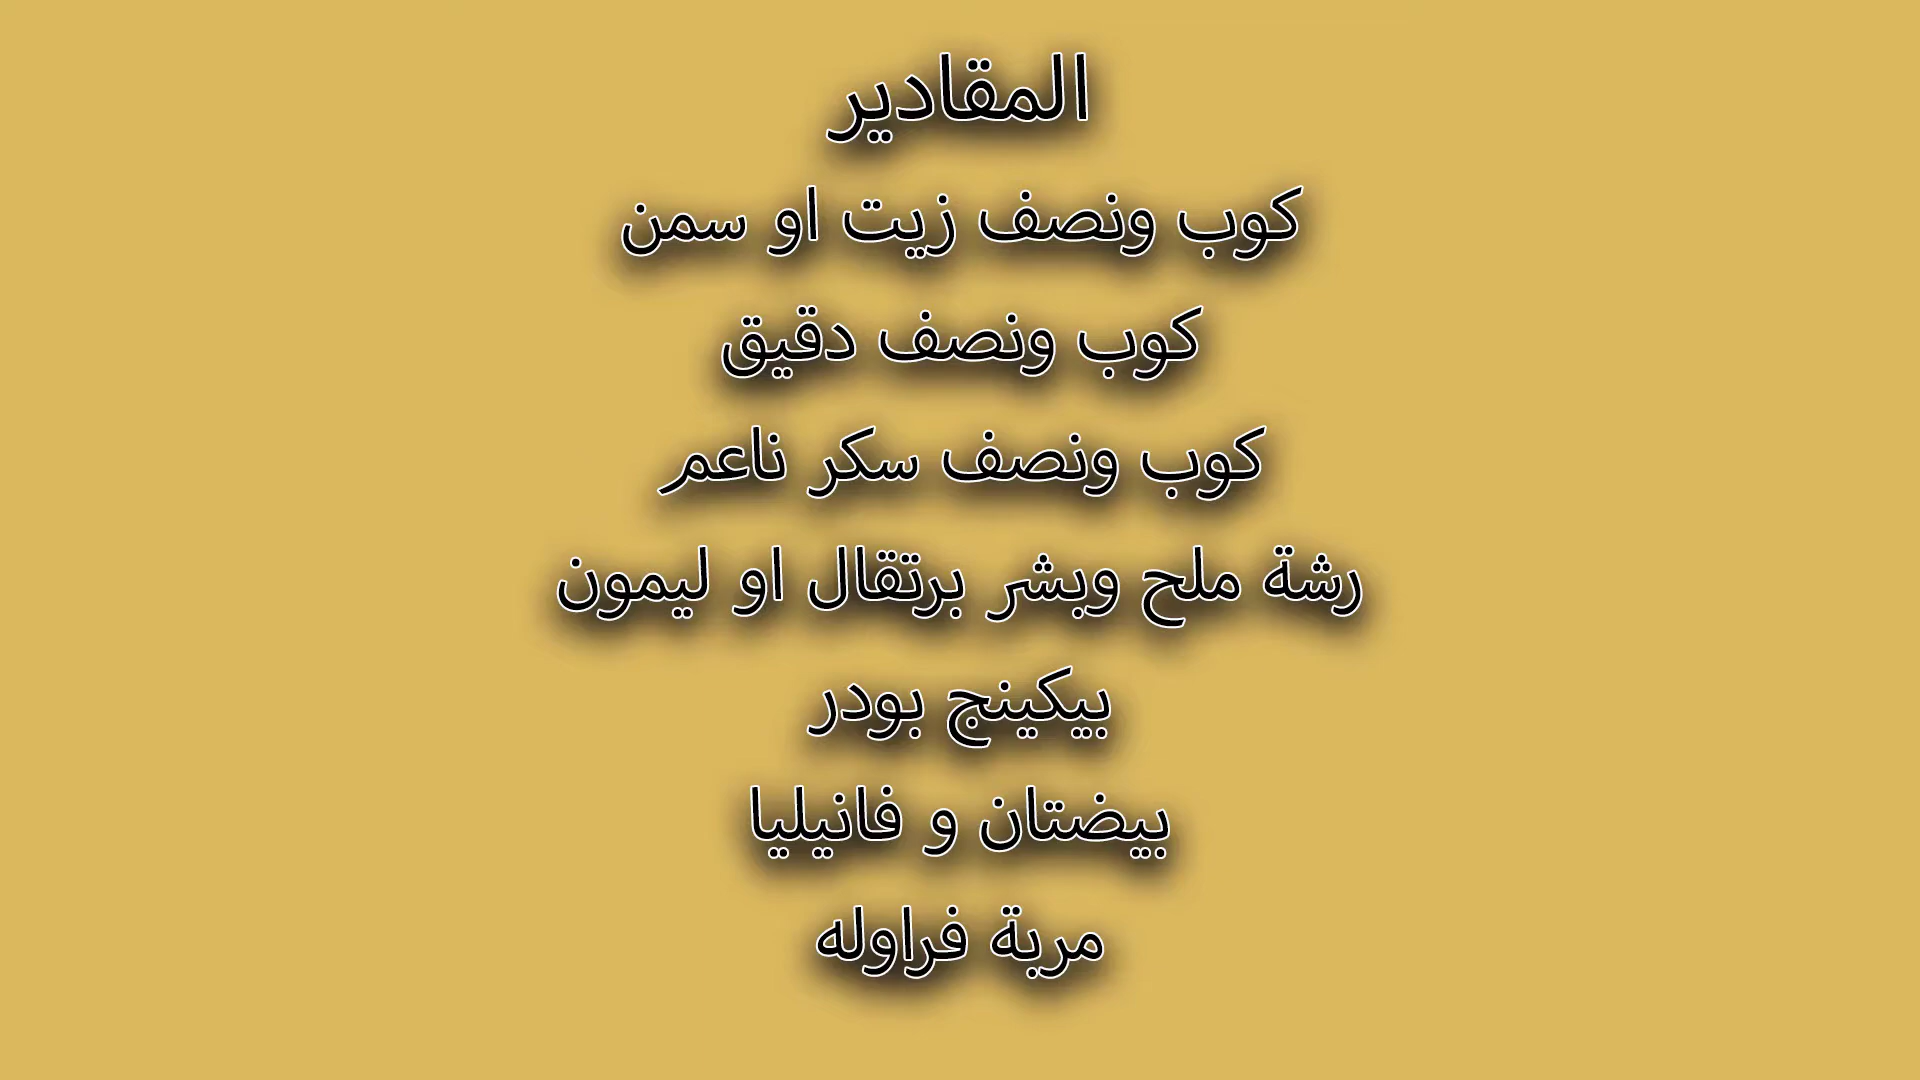 المقادير
كوب ونصف زيت او سمن
كوب ونصف دقيق
كوب ونصف سكر ناعم
رشة ملح وبشر برتقال او ليمون
بيكينج بودر
بيضتان و فانيليا
مربة فراوله